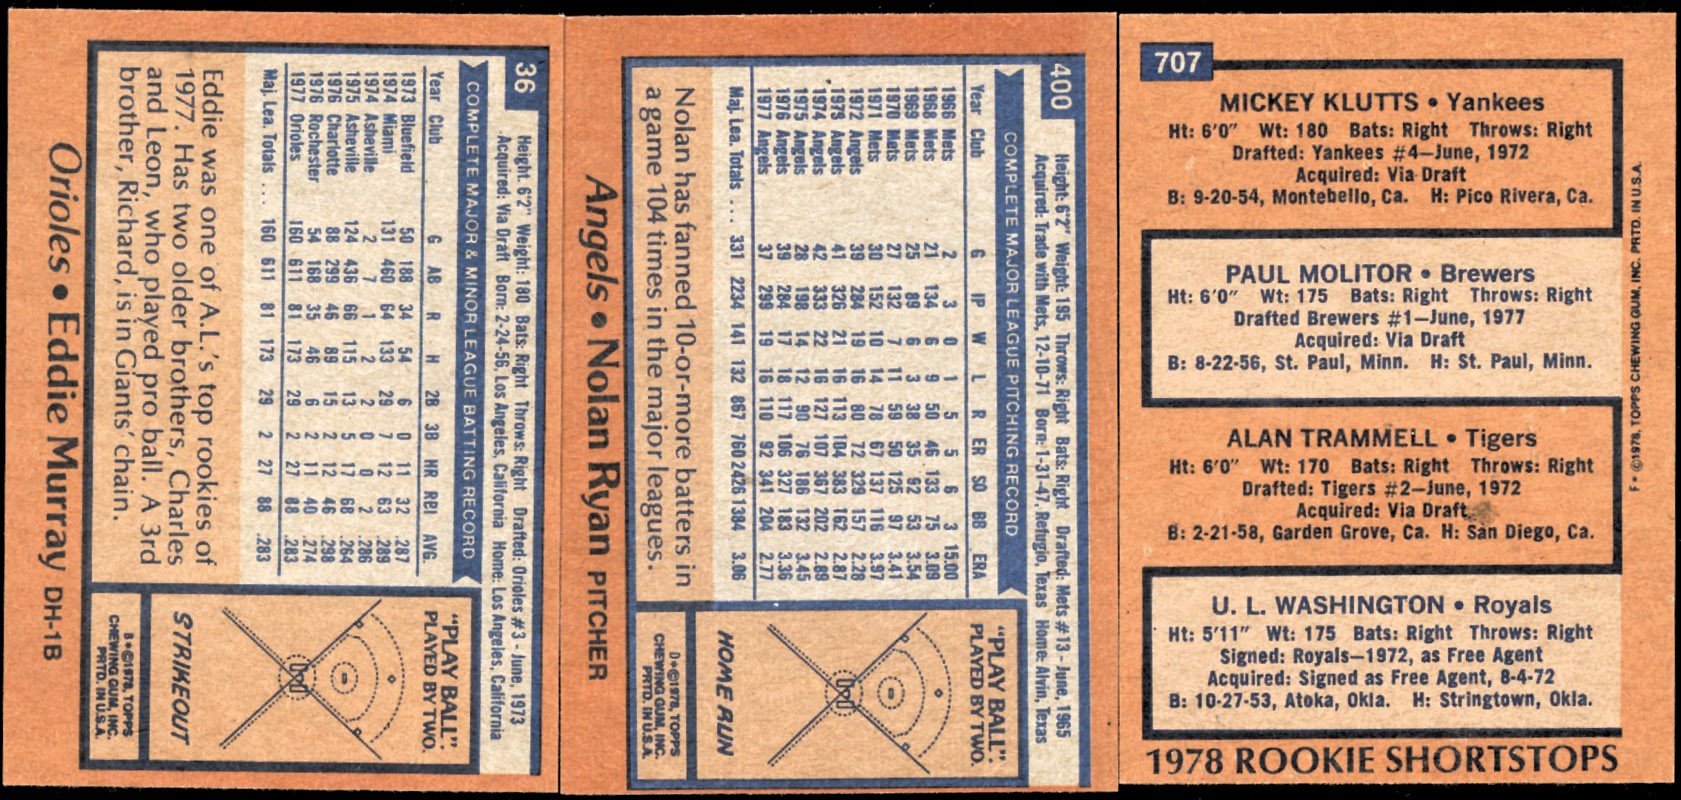 36
Height: 6'2" Weight: 180 Bats: Right Throws: Right Drafted: Orioles #3 - June, 1973
Acquired: Via Draft Born: 2-24-56, Los Angeles, California Home: Los Angeles, California
COMPLETE MAJOR & MINOR LEAGUE BATTING RECORD
Year Club G AB R H 2B 3B HR RBI AVG.
1973 Bluefield 50 188 34 54 6 0 11 32 .287
1974 Miami 131 460 64 133 29 7 12 63 .289
1974 Asheville 2 7 1 2 2 0 0 2 .286
1975 Asheville 124 436 66 115 13 5 17 68 .264
1976 Charlotte 88 299 46 89 15 2 12 46 .298
1976 Rochester 54 168 35 46 6 2 11 40 .274
1977 Orioles 160 611 81 173 29 2 27 88 .283
Maj. Lea. Totals ... 160 611 81 173 29 2 27 88 .283
Eddie was one of A.L.'s top rookies of
1977. Has two older brothers, Charles
and Leon, who played pro ball. A 3rd
brother, Richard, is in Giants' chain.
"PLAY BALL".
PLAYED BY TWO.
STRIKEOUT
B•©1978, TOPPS
CHEWING GUM, INC.
PRTD. IN U.S.A.
Orioles • Eddie Murray DH-1B
400
Height: 6'2" Weight: 195 Throws: Right Bats: Right Drafted: Mets #13 - June, 1965
Acquired: Trade with Mets, 12-10-71 Born: 1-31-47, Refugio, Texas Home: Alvin, Texas
COMPLETE MAJOR LEAGUE PITCHING RECORD
Year Club G IP W L R ER SO BB ERA
1966 Mets 2 3 0 1 5 5 6 3 15.00
1968 Mets 21 134 6 9 50 46 133 75 3.09
1969 Mets 25 89 6 3 38 35 92 53 3.54
1970 Mets 27 132 7 11 59 50 125 97 3.41
1971 Mets 30 152 10 14 78 67 137 116 3.97
1972 Angels 39 284 19 16 80 72 329 157 2.28
1973 Angels 41 326 21 16 113 104 383 162 2.87
1974 Angels 42 333 22 16 127 107 367 202 2.89
1975 Angels 28 198 14 12 90 76 186 132 3.45
1976 Angels 39 284 17 18 117 106 327 183 3.36
1977 Angels 37 299 19 16 110 92 341 204 2.77
Maj. Lea. Totals ... 331 2234 141 132 867 760 2426 1384 3.06
Nolan has fanned 10-or-more batters in
a game 104 times in the major leagues.
"PLAY BALL".
PLAYED BY TWO.
HOME RUN
D•©1978, TOPPS
CHEWING GUM, INC.
PRTD. IN U.S.A.
Angels • Nolan Ryan PITCHER
707
MICKEY KLUTTS • Yankees
Ht: 6'0" Wt: 180 Bats: Right Throws: Right
Drafted: Yankees #4—June, 1972
Acquired: Via Draft
B: 9-20-54, Montebello, Ca. H: Pico Rivera, Ca.
PAUL MOLITOR • Brewers
Ht: 6'0" Wt: 175 Bats: Right Throws: Right
Drafted Brewers #1—June, 1977
Acquired: Via Draft
B: 8-22-56, St. Paul, Minn. H: St. Paul, Minn.
ALAN TRAMMELL • Tigers
Ht: 6'0" Wt: 170 Bats: Right Throws: Right
Drafted: Tigers #2—June, 1972
Acquired: Via Draft
B: 2-21-58, Garden Grove, Ca. H: San Diego, Ca.
U. L. WASHINGTON • Royals
Ht: 5'11" Wt: 175 Bats: Right Throws: Right
Signed: Royals—1972, as Free Agent
Acquired: Signed as Free Agent, 8-4-72
B: 10-27-53, Atoka, Okla. H: Stringtown, Okla.
1978 ROOKIE SHORTSTOPS
F • ©1978, TOPPS CHEWING GUM, INC. PRTD. IN U.S.A.